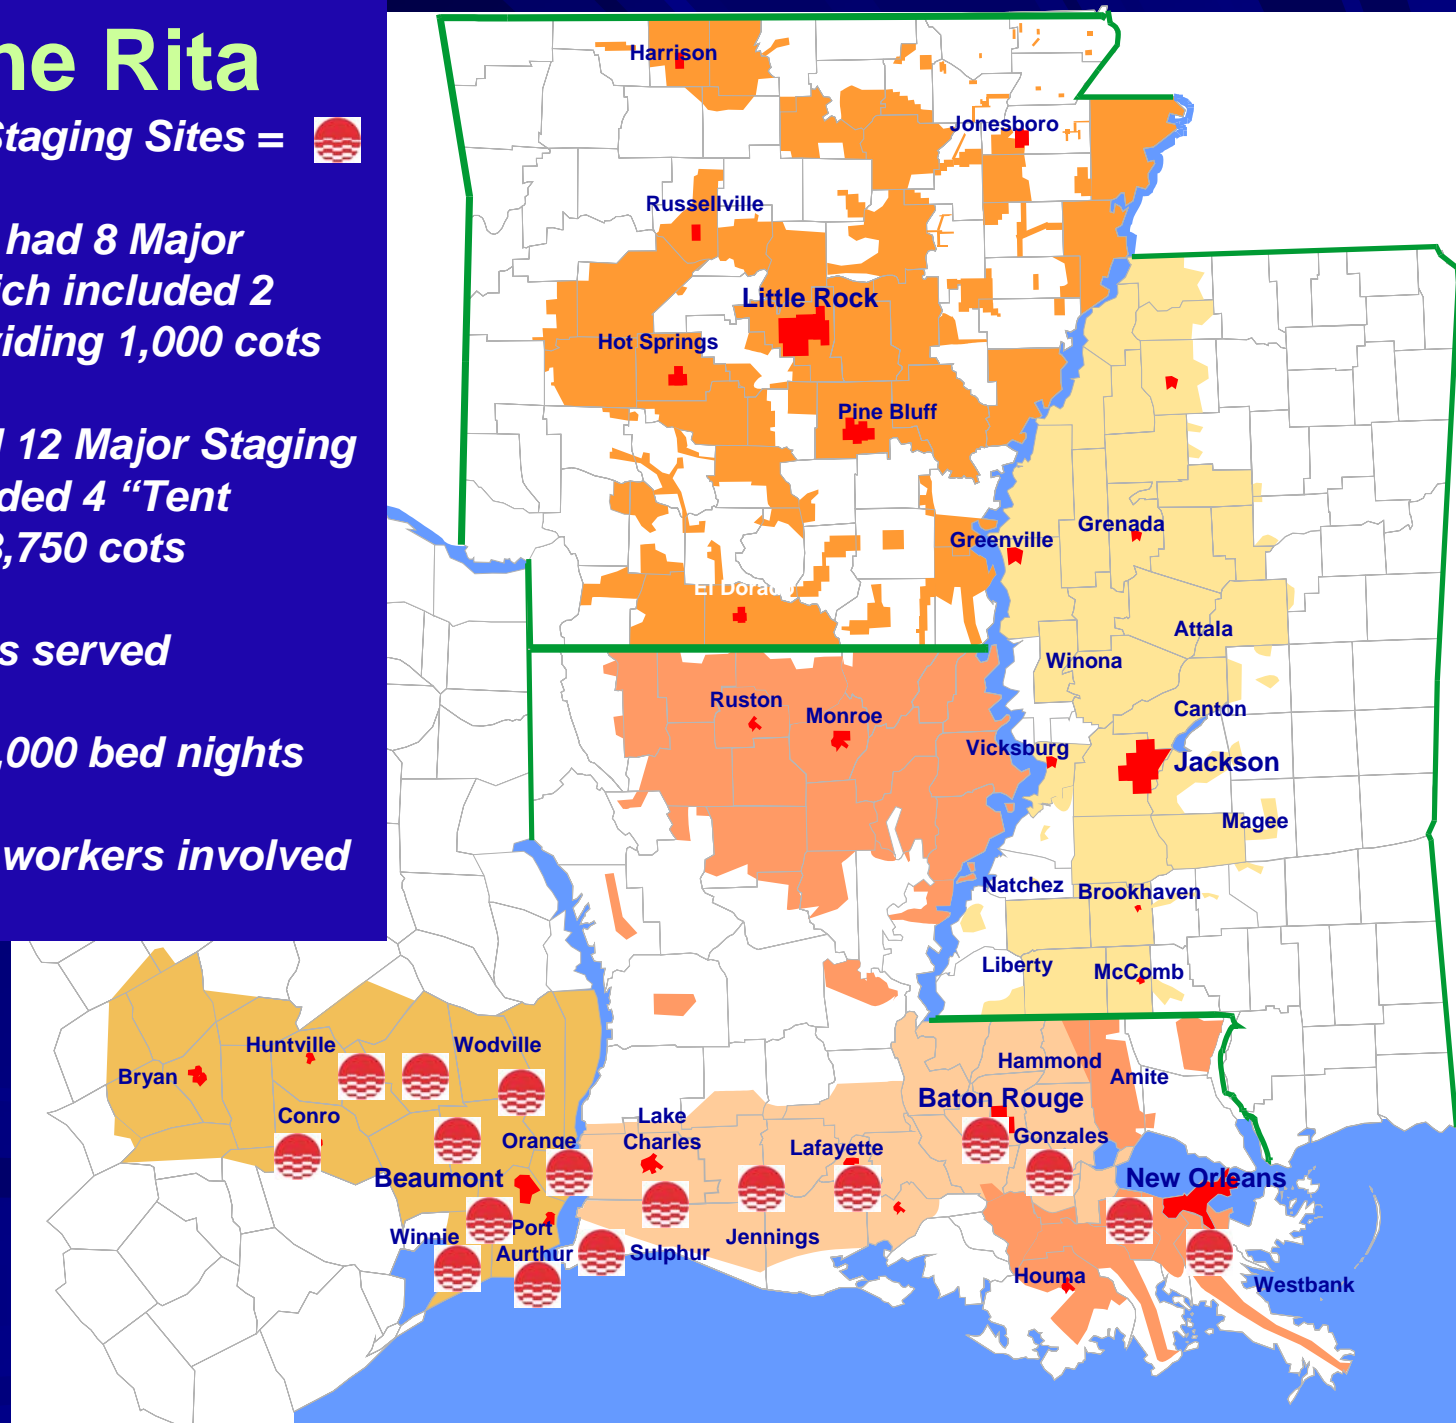 ne Rita
Staging Sites =
had 8 Major
ich included 2
viding 1,000 cots
12 Major Staging
ded 4 “Tent
3,750 cots
s served
,000 bed nights
workers involved
Harrison
Jonesboro
Russellville
Little Rock
Hot Springs
Pine Bluff
Greenville
Grenada
El Dorado
Attala
Winona
Ruston
Monroe
Canton
Vicksburg
Jackson
Magee
Natchez
Brookhaven
Liberty
McComb
Huntville
Wodville
Bryan
Hammond
Amite
Baton Rouge
Conro
Lake
Charles
Orange
Lafayette
Gonzales
Beaumont
New Orleans
Winnie
Port
Aurthur
Sulphur
Jennings
Houma
Westbank